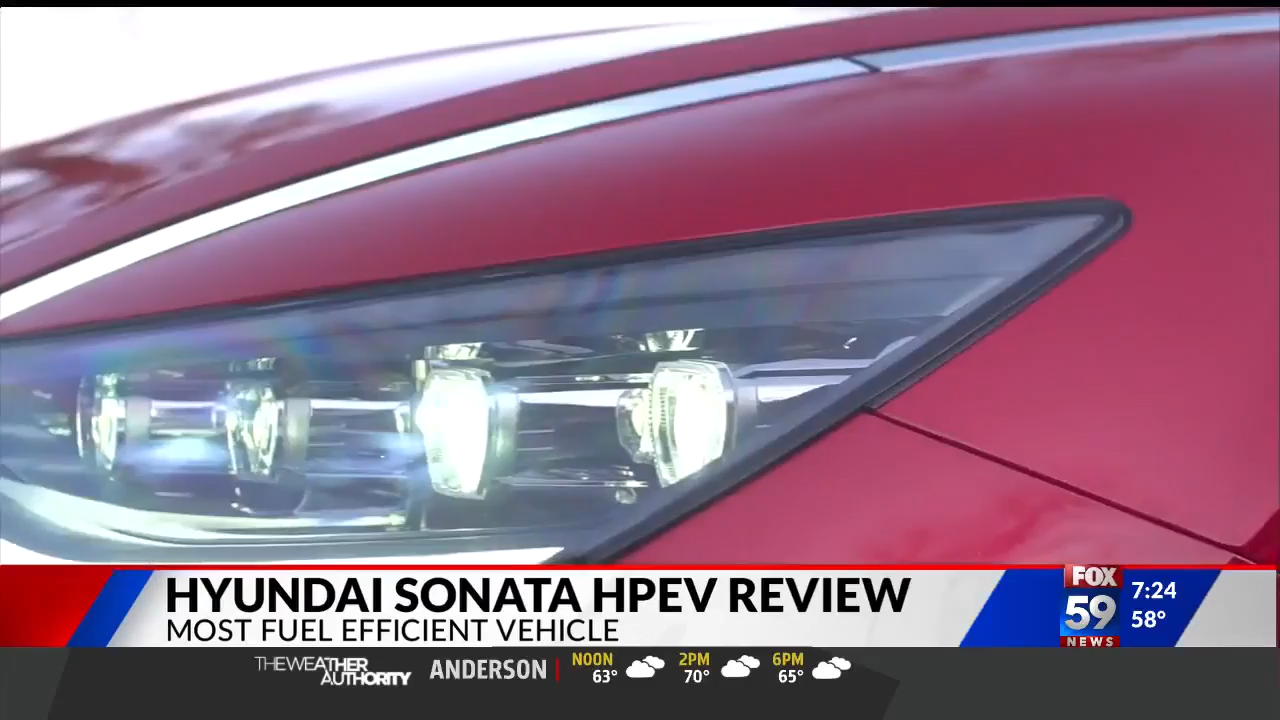 HYUNDAI SONATA HPEV REVIEW
MOST FUEL EFFICIENT VEHICLE
FOX
59
NEWS
7:24
58°
THE WEATHER
AUTHORITY
ANDERSON
NOON
63°
2PM
70°
6PM
65°